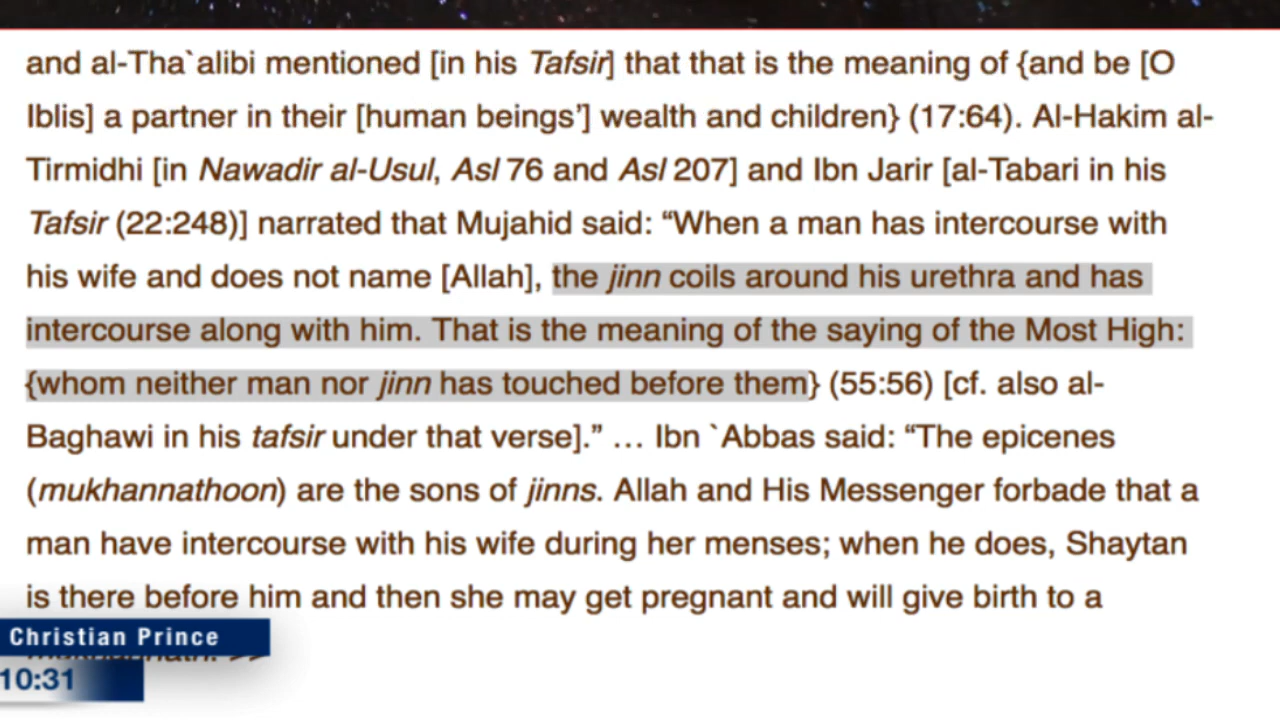 and al-Tha`alibi mentioned [in his Tafsir] that that is the meaning of {and be [O
Iblis] a partner in their [human beings’] wealth and children} (17:64). Al-Hakim al-
Tirmidhi [in Nawadir al-Usul, Asl 76 and Asl 207] and Ibn Jarir [al-Tabari in his
Tafsir (22:248)] narrated that Mujahid said: “When a man has intercourse with
his wife and does not name [Allah], the jinn coils around his urethra and has
intercourse along with him. That is the meaning of the saying of the Most High:
{whom neither man nor jinn has touched before them} (55:56) [cf. also al-
Baghawi in his tafsir under that verse].” … Ibn `Abbas said: “The epicenes
(mukhannathoon) are the sons of jinns. Allah and His Messenger forbade that a
man have intercourse with his wife during her menses; when he does, Shaytan
is there before him and then she may get pregnant and will give birth to a
Christian Prince
10:31